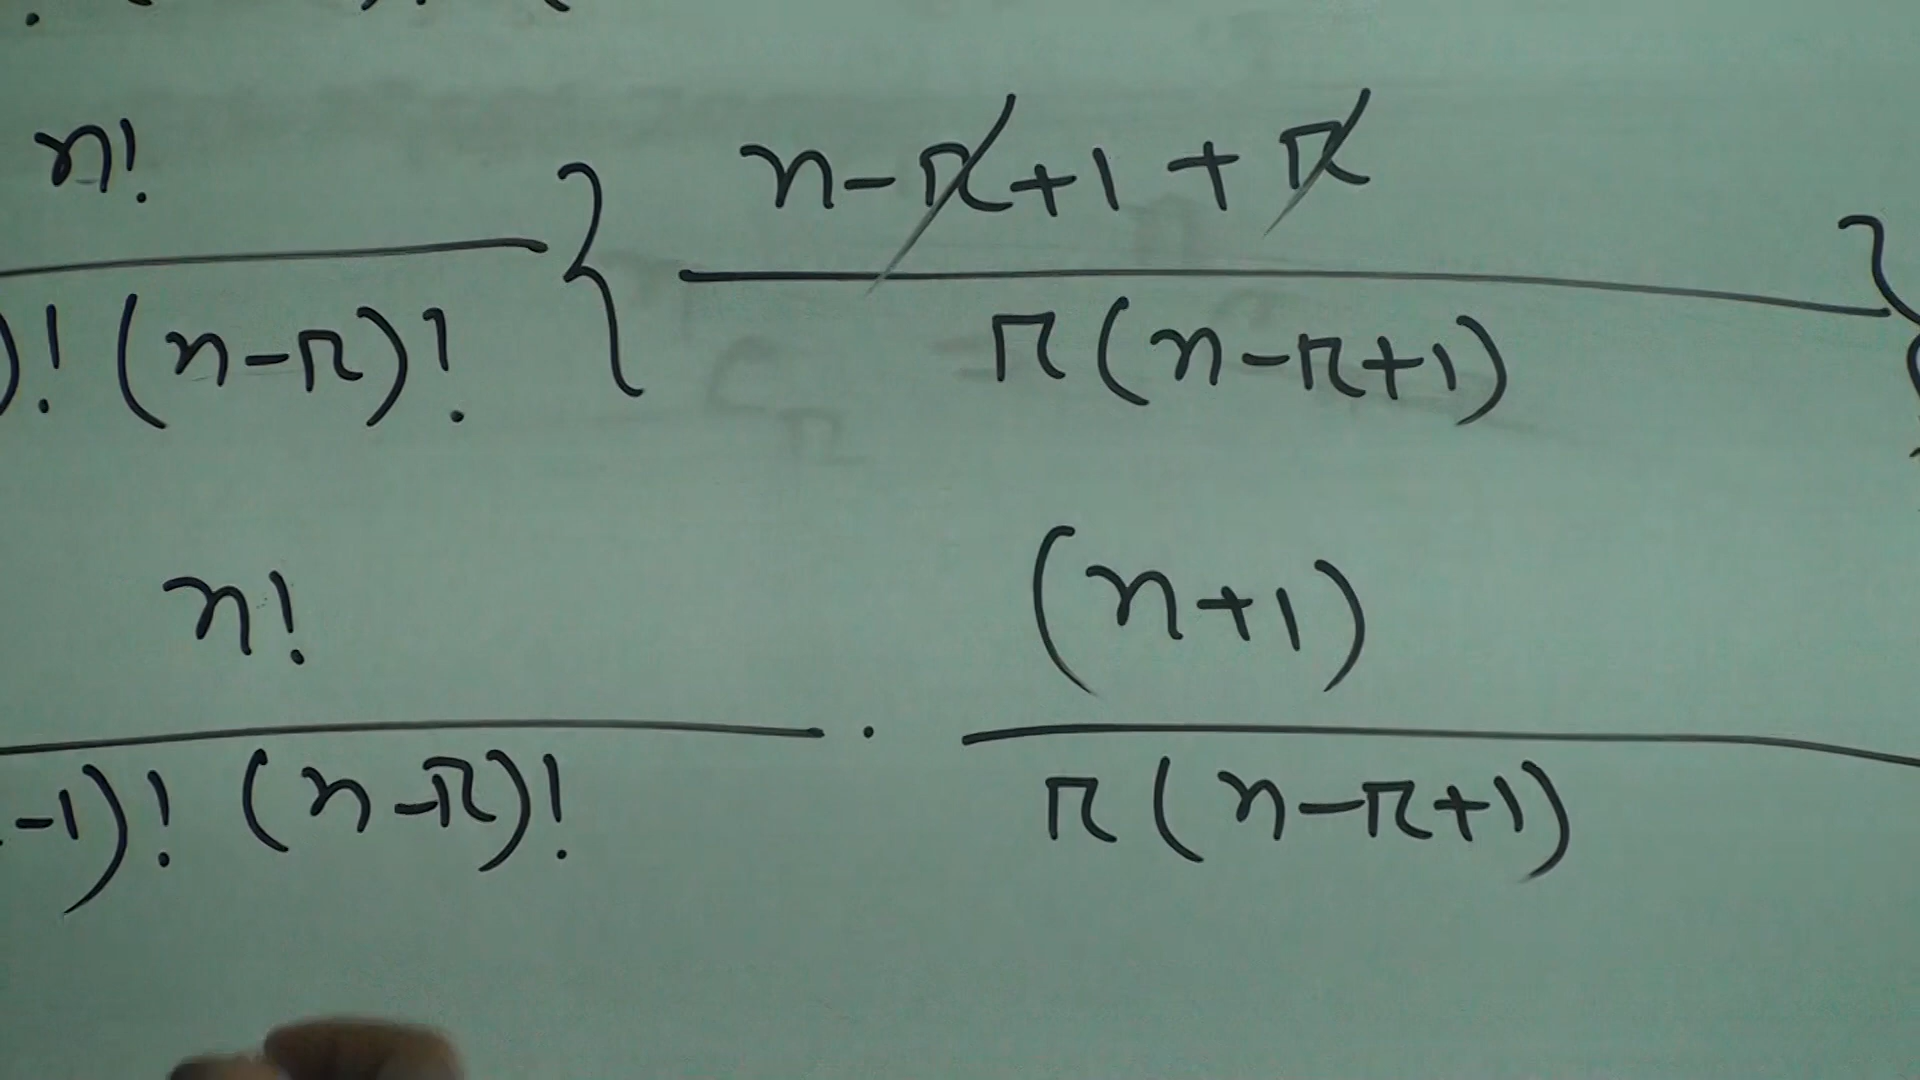 n!
n-r+1+r
)! (n-r)! { r(n-r+1) }
n! (n+1)
-1)! (n-r)! . r(n-r+1)